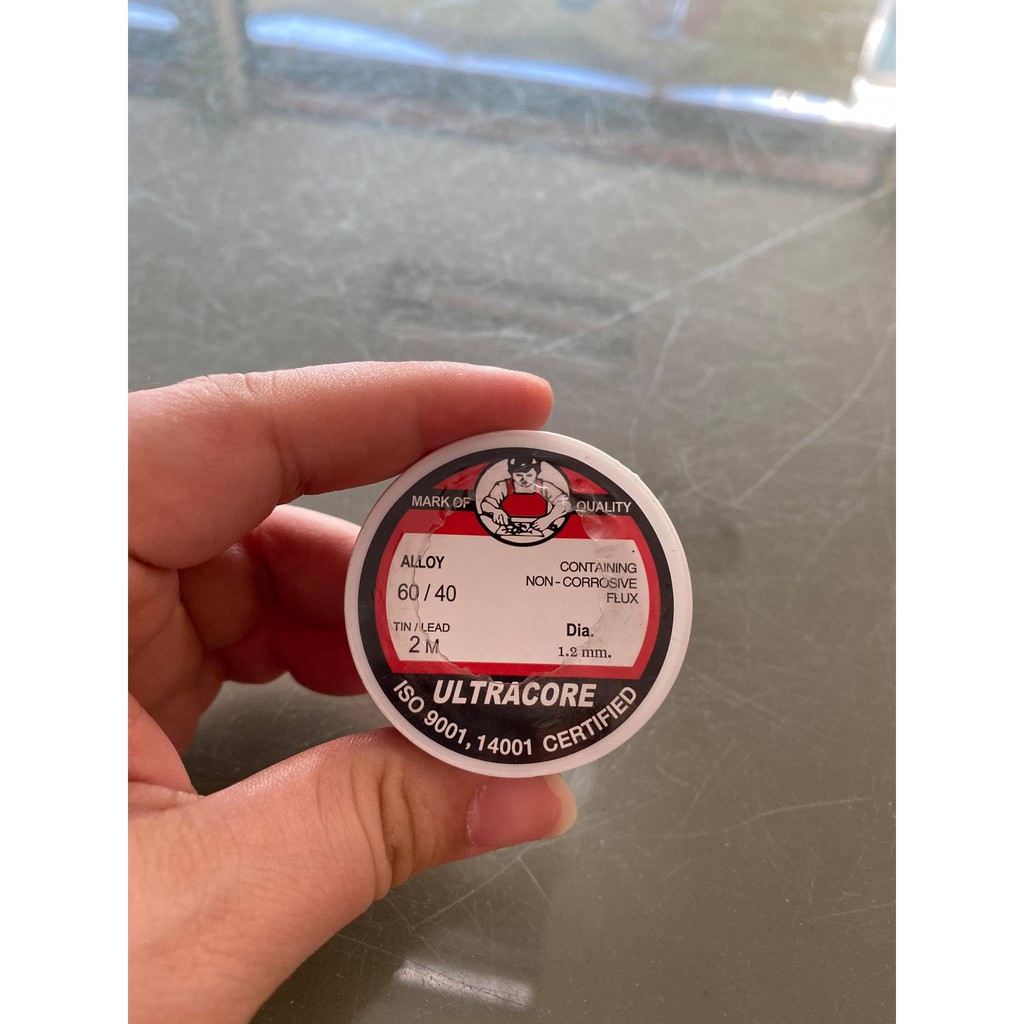 MARK OF QUALITY
ALLOY
60 / 40
TIN / LEAD
2 M
CONTAINING
NON - CORROSIVE
FLUX
Dia.
1.2 mm.
ULTRACORE
ISO 9001, 14001 CERTIFIED